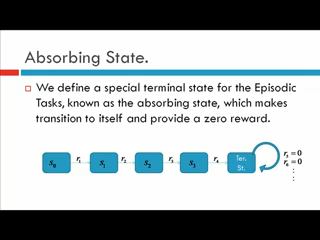 Absorbing State.
We define a special terminal state for the Episodic
Tasks, known as the absorbing state, which makes
transition to itself and provide a zero reward.
S₀ r₁ S₁ r₂ S₂ r₃ S₃ r₄ Ter. St. r₅ = 0
r₆ = 0
⋮